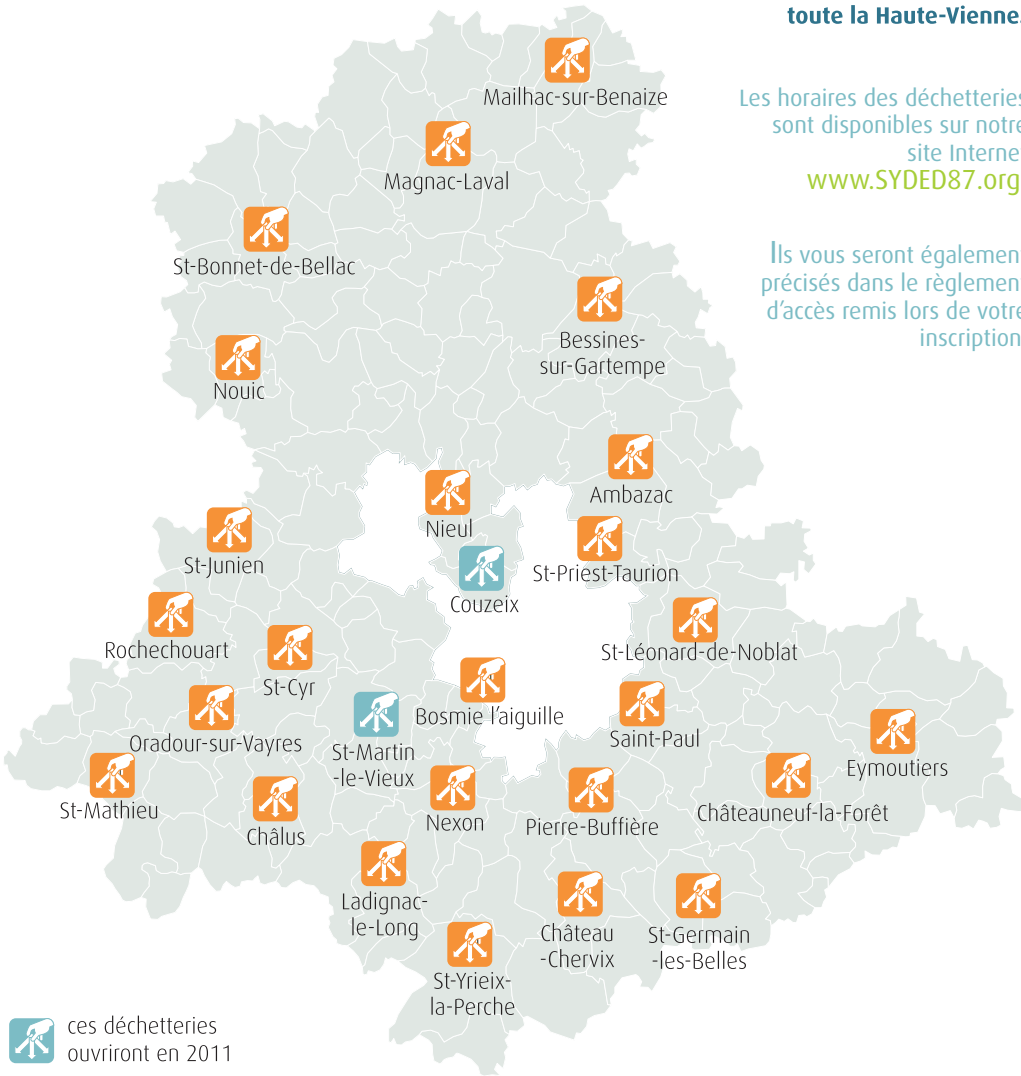 toute la Haute-Vienne.
Les horaires des déchetteries
sont disponibles sur notre
site Interne
www.SYDED87.org
Ils vous seront égalemen
précisés dans le règlemen
d'accès remis lors de votre
inscription
Mailhac-sur-Benaize
Magnac-Laval
St-Bonnet-de-Bellac
Bessines-
sur-Gartempe
Nouic
Ambazac
Nieul
St-Junien
St-Priest-Taurion
Couzeix
Rochechouart
St-Léonard-de-Noblat
St-Cyr
Bosmie l'aiguille
Oradour-sur-Vayres
St-Martin
-le-Vieux
Saint-Paul
Eymoutiers
St-Mathieu
Châlus
Nexon
Pierre-Buffière
Châteauneuf-la-Forêt
Ladignac-
le-Long
Château
-Chervix
St-Germain
-les-Belles
St-Yrieix-
la-Perche
ces déchetteries
ouvriront en 2011